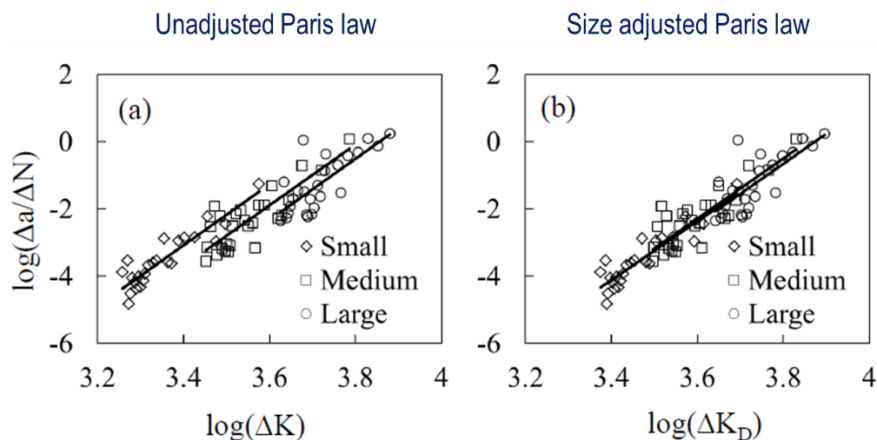 Unadjusted Paris law
Size adjusted Paris law
log(Δa/ΔN)
2
0
-2
-4
-6
(a)
Small
Medium
Large
3.2
3.4
3.6
3.8
4
log(ΔK)
2
0
-2
-4
-6
(b)
Small
Medium
Large
3.2
3.4
3.6
3.8
4
log(ΔK_D)